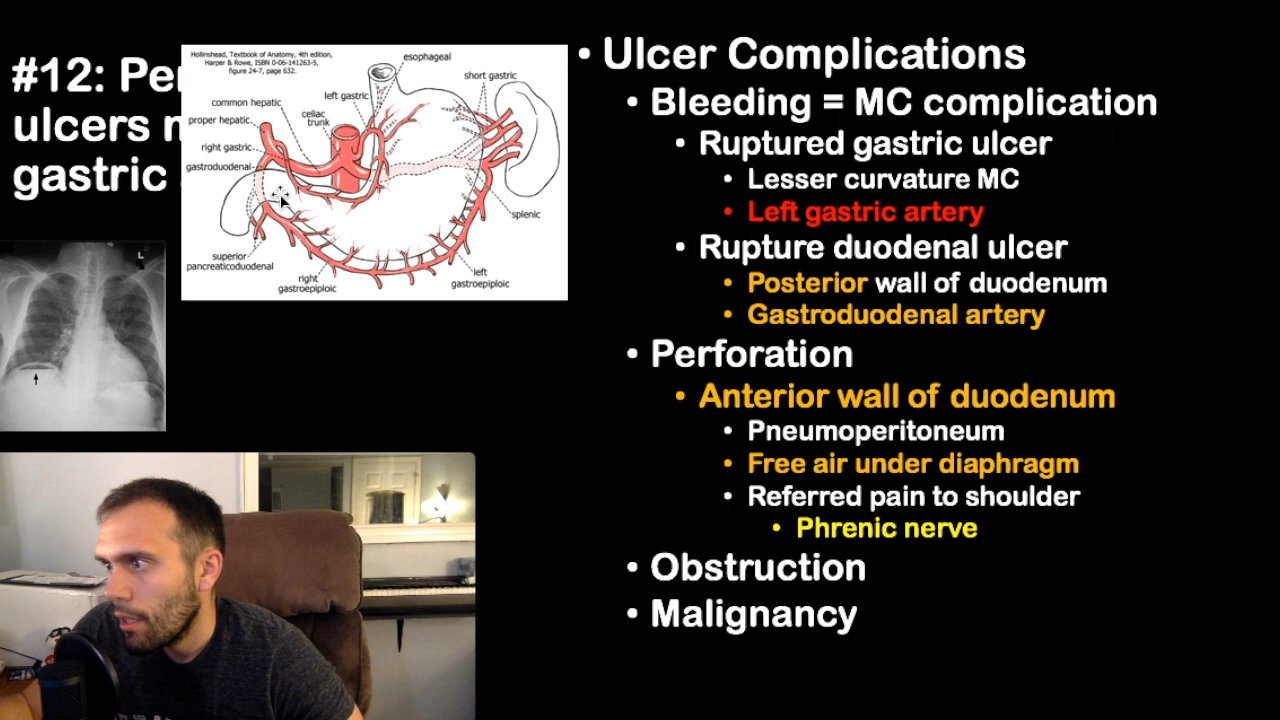 #12: Pe
ulcers
gastric
Hollinshead, Textbook of Anatomy, 4th edition,
Harper & Rowe, ISBN 0-06-141263-5,
figure 24-7, page 632.
esophageal
short gastric
left gastric
common hepatic
celiac
trunk
proper hepatic
right gastric
gastroduodenal
splenic
superior
pancreaticoduodenal
right
gastroepiploic
left
gastroepiploic
L
• Ulcer Complications
• Bleeding = MC complication
• Ruptured gastric ulcer
• Lesser curvature MC
• Left gastric artery
• Rupture duodenal ulcer
• Posterior wall of duodenum
• Gastroduodenal artery
• Perforation
• Anterior wall of duodenum
• Pneumoperitoneum
• Free air under diaphragm
• Referred pain to shoulder
• Phrenic nerve
• Obstruction
• Malignancy